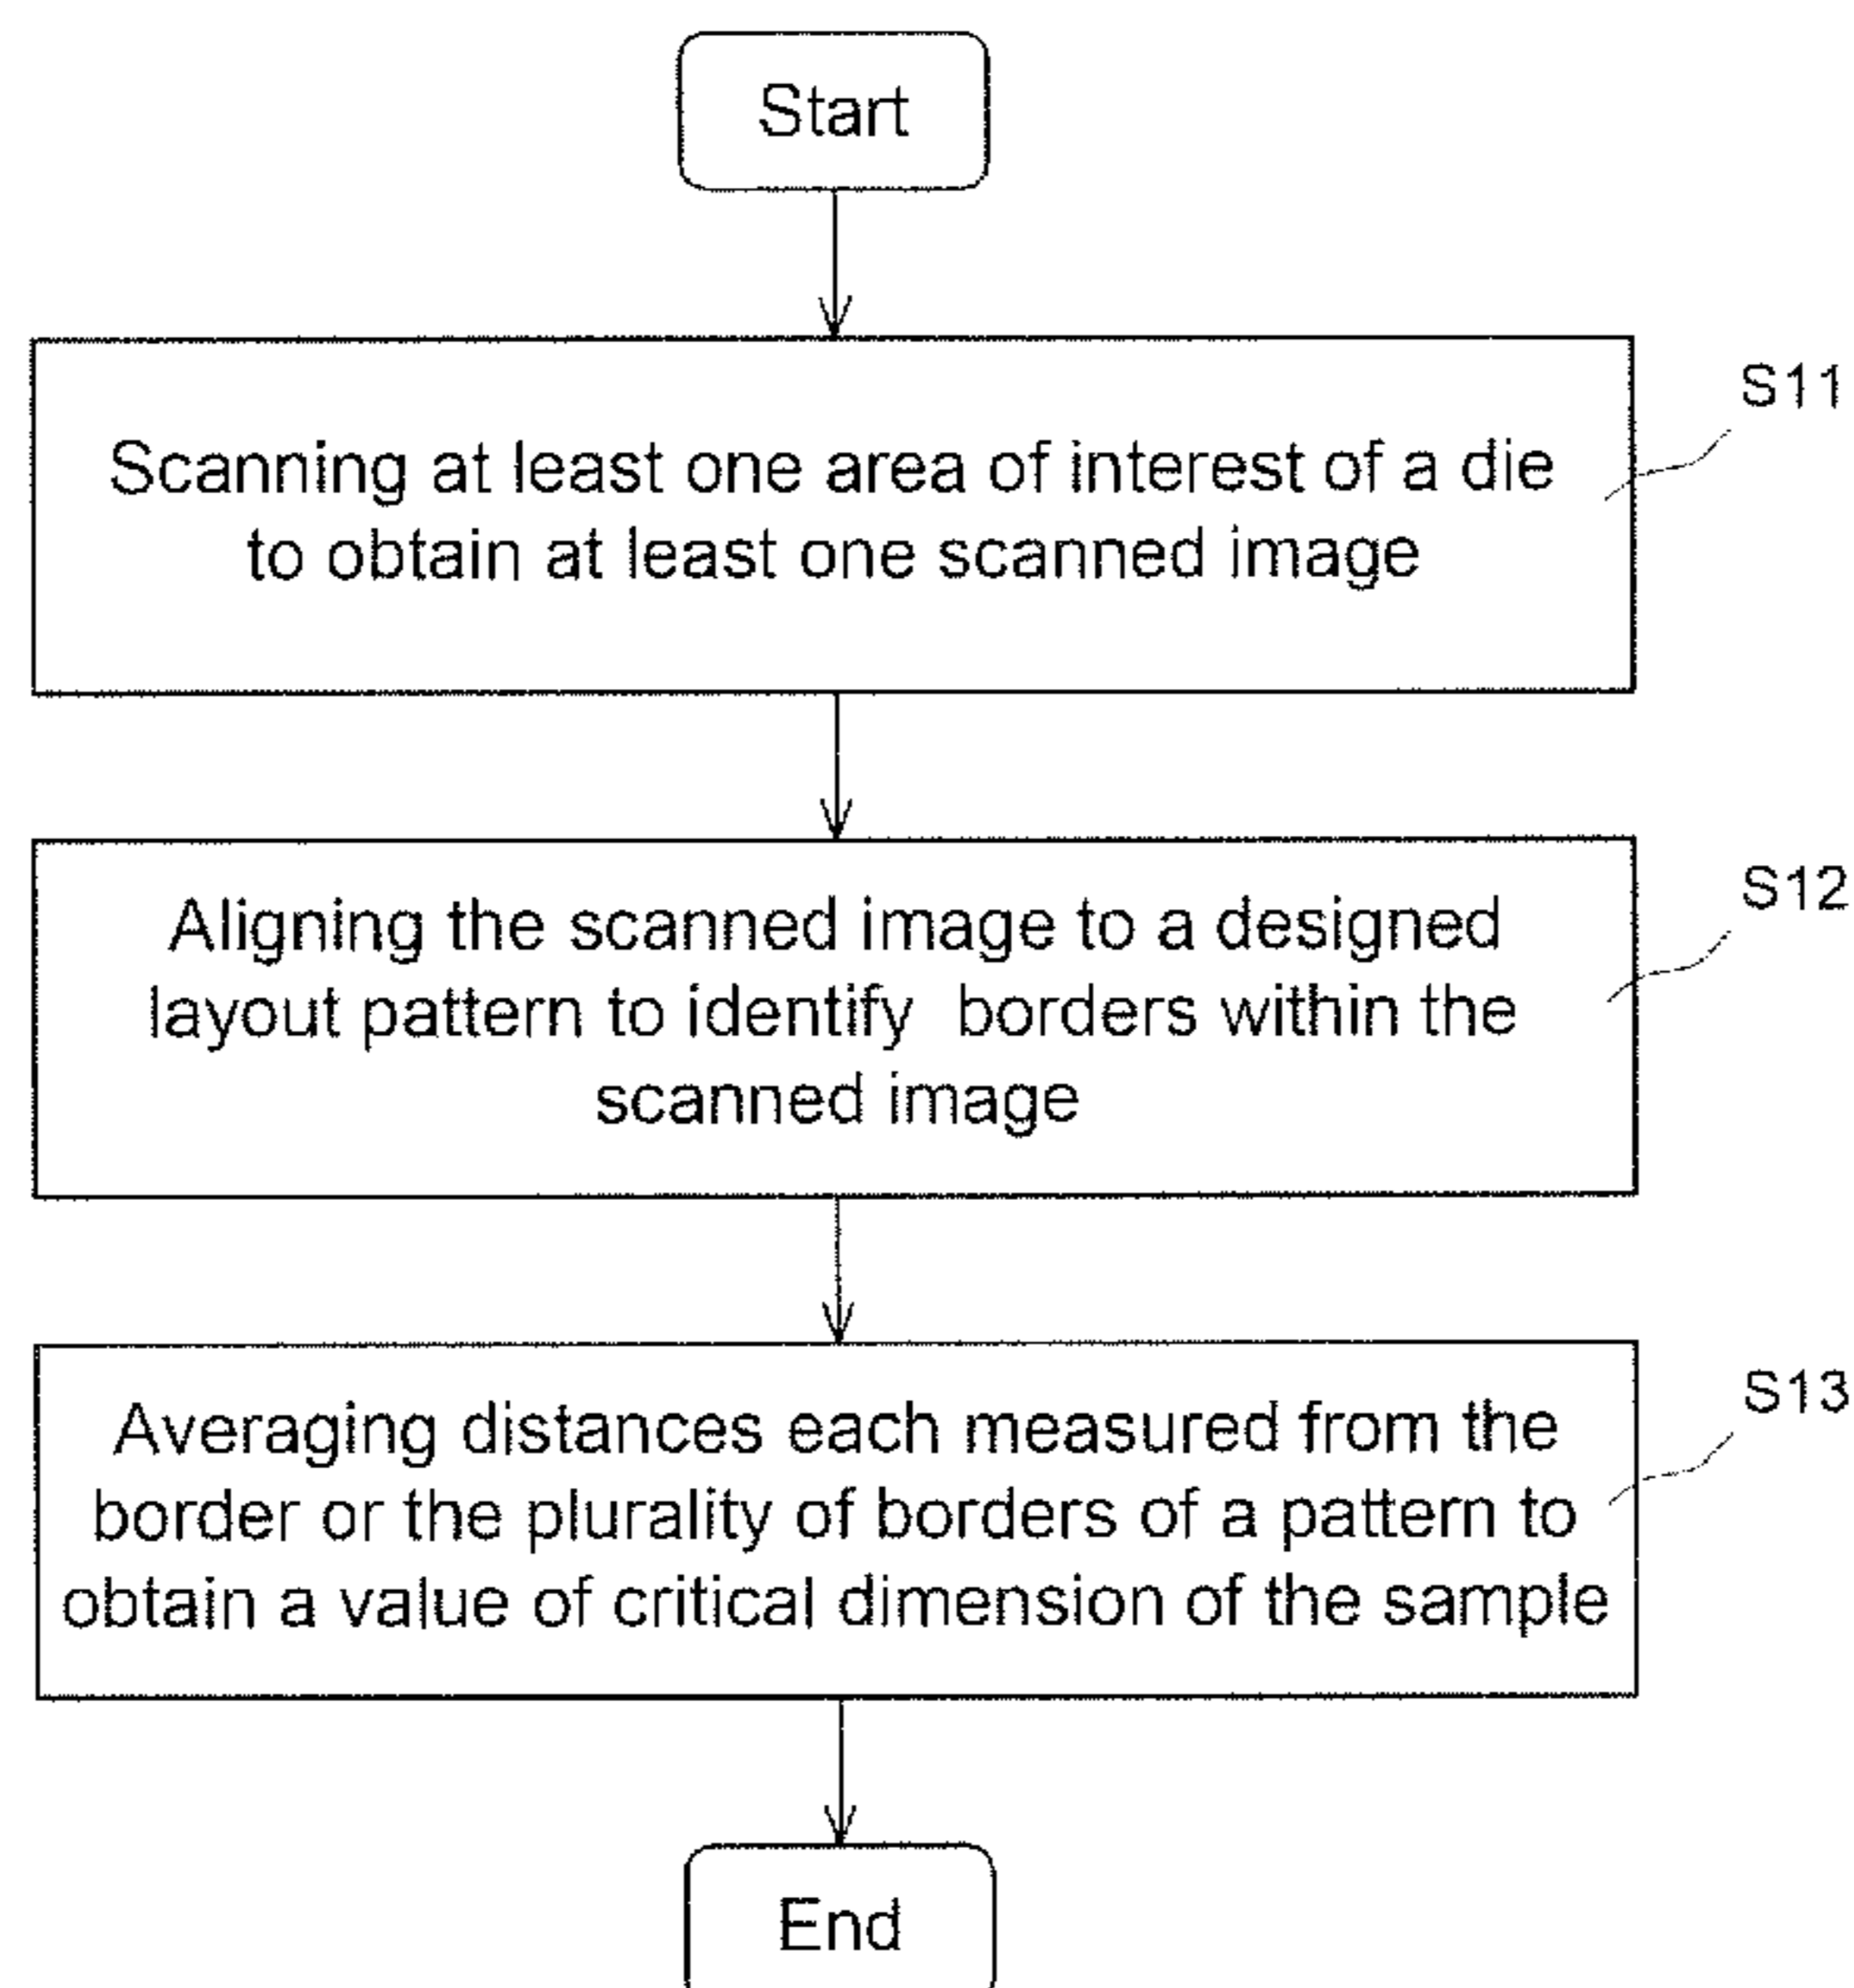 Start
S11
Scanning at least one area of interest of a die
to obtain at least one scanned image
S12
Aligning the scanned image to a designed
layout pattern to identify borders within the
scanned image
S13
Averaging distances each measured from the
border or the plurality of borders of a pattern to
obtain a value of critical dimension of the sample
End